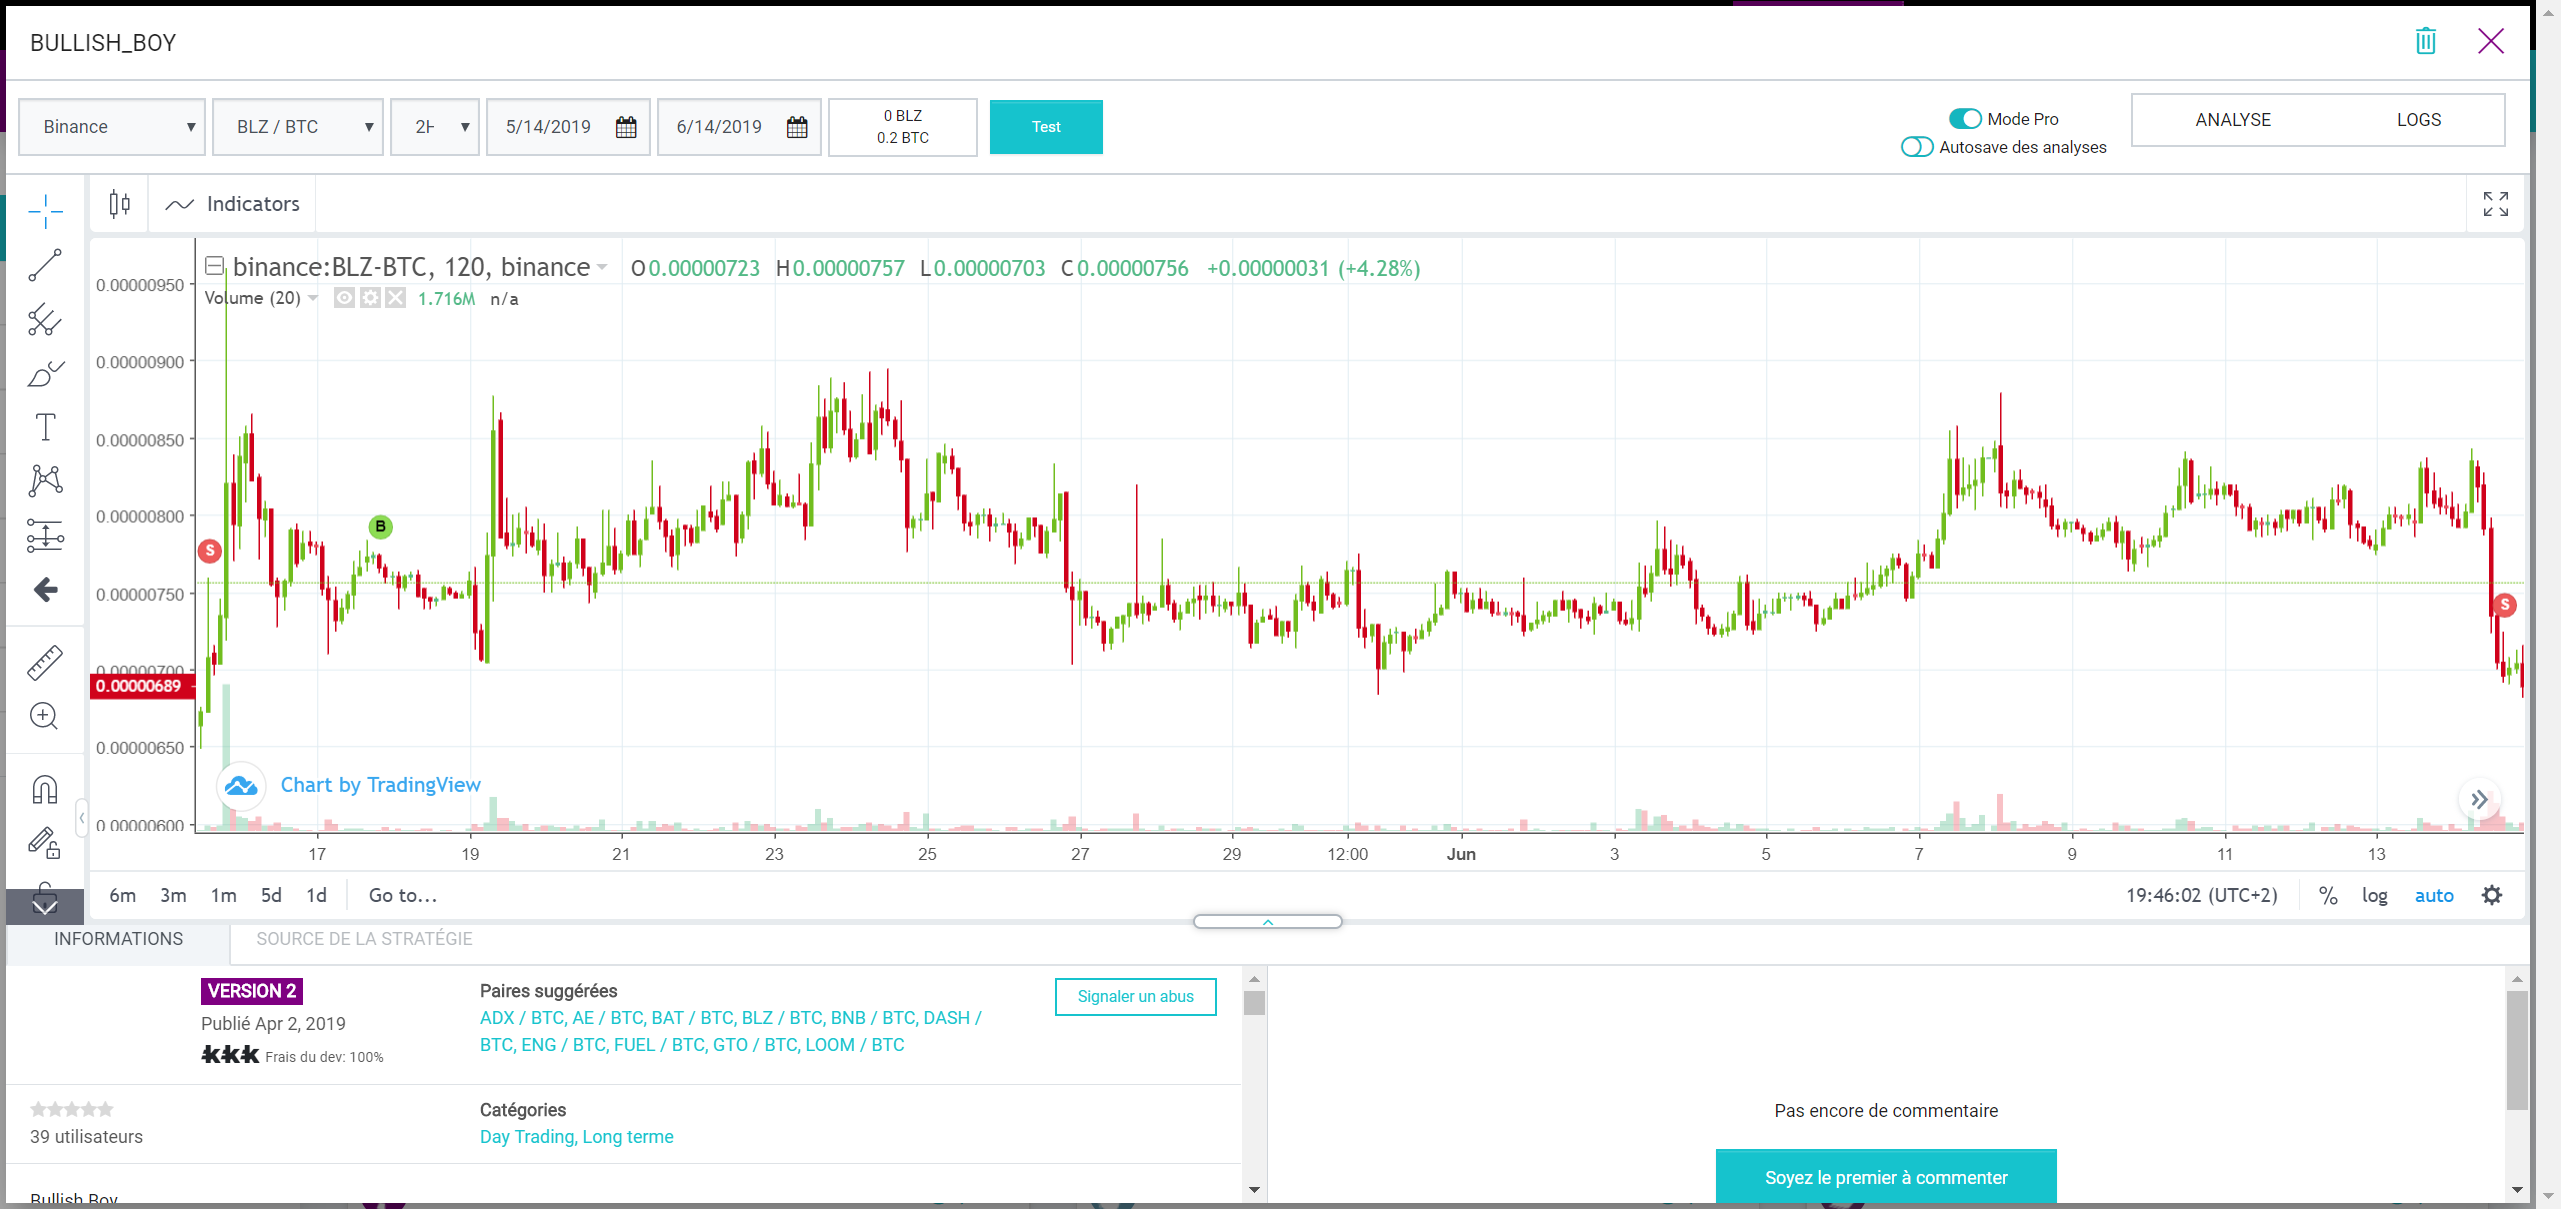 BULLISH_BOY
Binance
BLZ / BTC
2H
5/14/2019
6/14/2019
0 BLZ
0.2 BTC
Test
Mode Pro
Autosave des analyses
ANALYSE
LOGS
Indicators
binance:BLZ-BTC, 120, binance O0.00000723 H0.00000757 L0.00000703 C0.00000756 +0.00000031 (+4.28%)
Volume (20) 1.716M n/a
0.00000950
0.00000900
0.00000850
0.00000800
0.00000750
0.00000700
0.00000689
0.00000650
0.00000600
S
B
S
Chart by TradingView
17 19 21 23 25 27 29 12:00 Jun 3 5 7 9 11 13
6m 3m 1m 5d 1d Go to...
19:46:02 (UTC+2) % log auto
INFORMATIONS
SOURCE DE LA STRATÉGIE
VERSION 2
Publié Apr 2, 2019
Frais du dev: 100%
Paires suggérées
ADX / BTC, AE / BTC, BAT / BTC, BLZ / BTC, BNB / BTC, DASH /
BTC, ENG / BTC, FUEL / BTC, GTO / BTC, LOOM / BTC
Signaler un abus
39 utilisateurs
Catégories
Day Trading, Long terme
Bullish Boy
Pas encore de commentaire
Soyez le premier à commenter